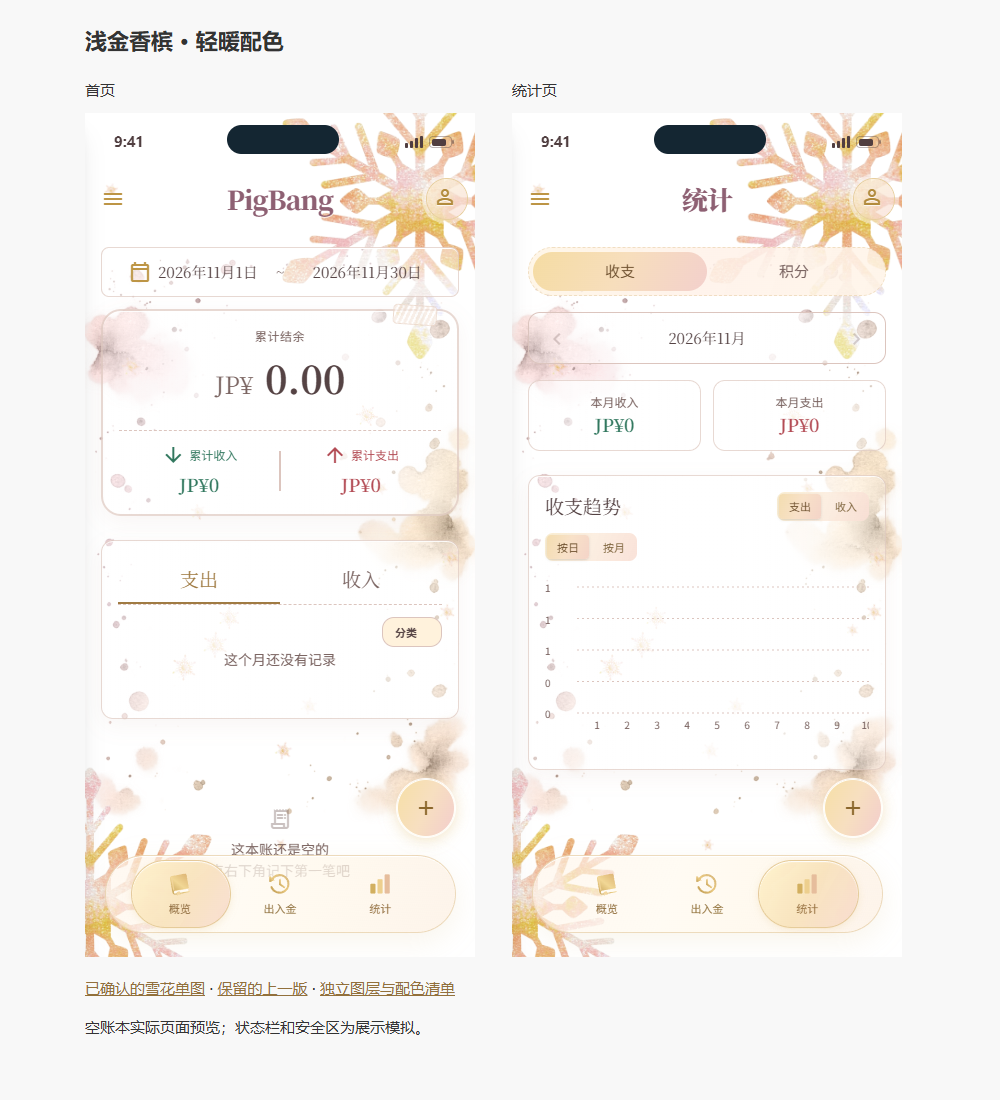 浅金香槟 · 轻暖配色
首页
9:41
PigBang
2026年11月1日 ~ 2026年11月30日
累计结余
JP¥ 0.00
累计收入
JP¥0
累计支出
JP¥0
支出 收入
分类
这个月还没有记录
这本账还是空的
右下角记下第一笔吧
+
概览 出入金 统计
统计页
9:41
统计
收支 积分
2026年11月
本月收入
JP¥0
本月支出
JP¥0
收支趋势
支出 收入
按日 按月
1
1
1
0
0
1 2 3 4 5 6 7 8 9 10
+
概览 出入金 统计
已确认的雪花单图 · 保留的上一版 · 独立图层与配色清单
空账本实际页面预览；状态栏和安全区为展示模拟。